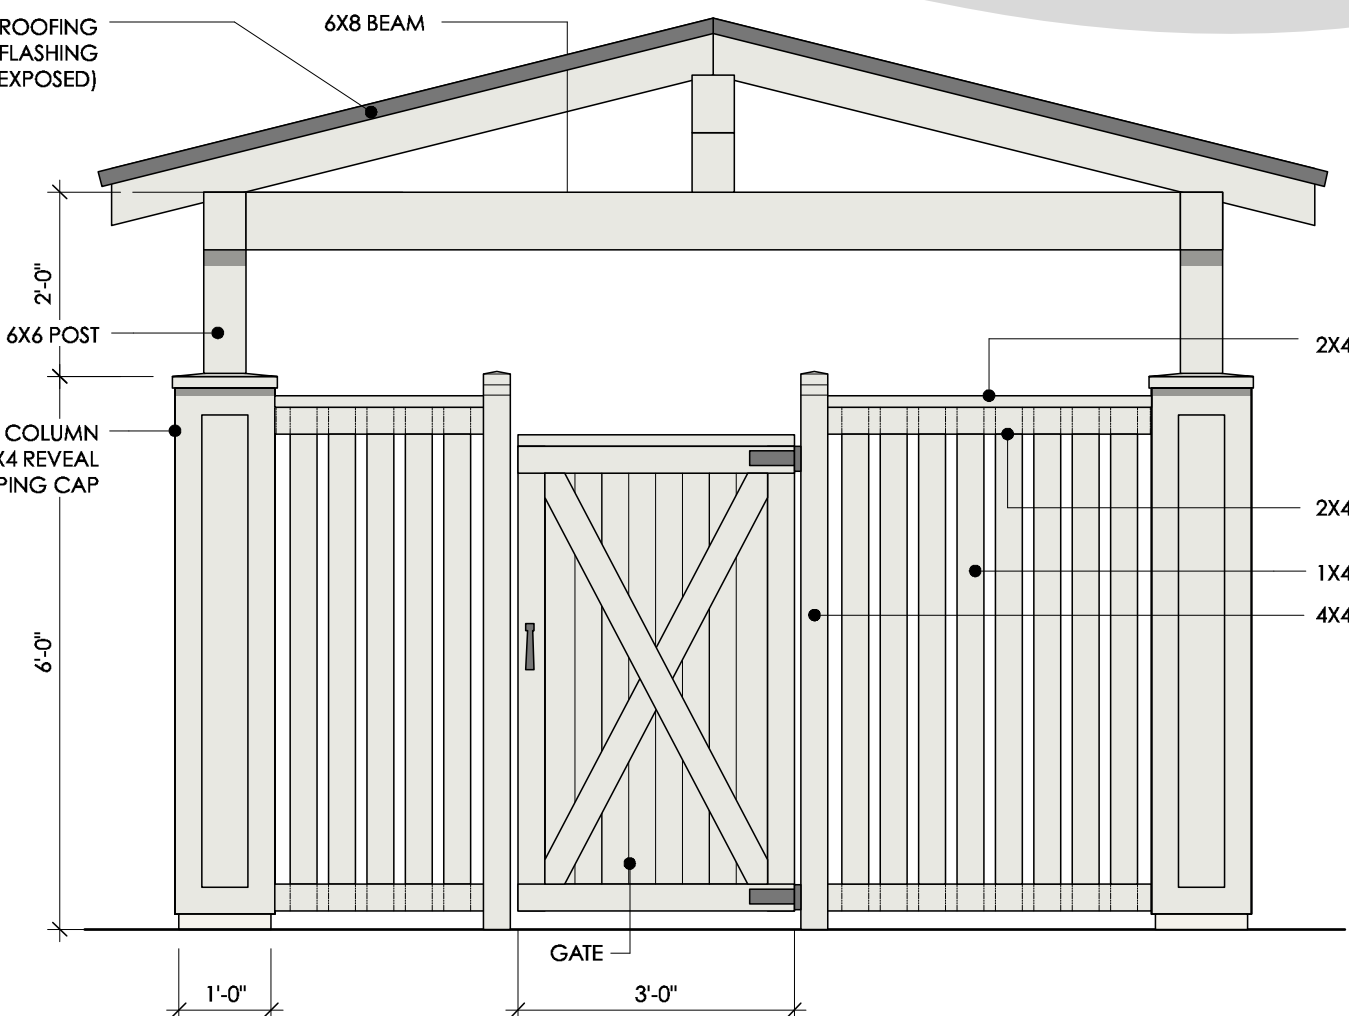 ROOFING
FLASHING
EXPOSED)
6X8 BEAM
2'-0"
6X6 POST
COLUMN
X4 REVEAL
PING CAP
6'-0"
2X4
2X4
1X4
4X4
GATE
1'-0"
3'-0"